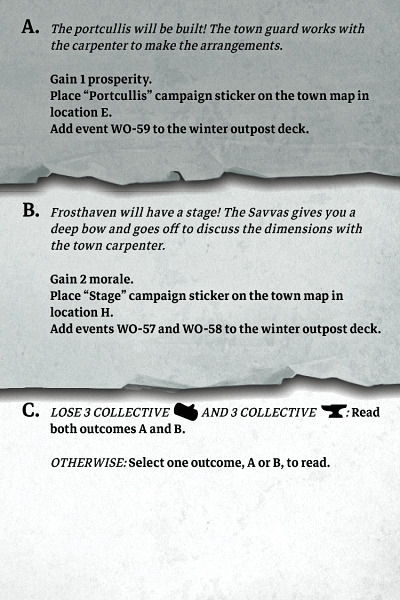 A. The portcullis will be built! The town guard works with
the carpenter to make the arrangements.
Gain 1 prosperity.
Place “Portcullis” campaign sticker on the town map in
location E.
Add event WO-59 to the winter outpost deck.
B. Frosthaven will have a stage! The Savvas gives you a
deep bow and goes off to discuss the dimensions with
the town carpenter.
Gain 2 morale.
Place “Stage” campaign sticker on the town map in
location H.
Add events WO-57 and WO-58 to the winter outpost deck.
C. LOSE 3 COLLECTIVE AND 3 COLLECTIVE : Read
both outcomes A and B.
OTHERWISE: Select one outcome, A or B, to read.